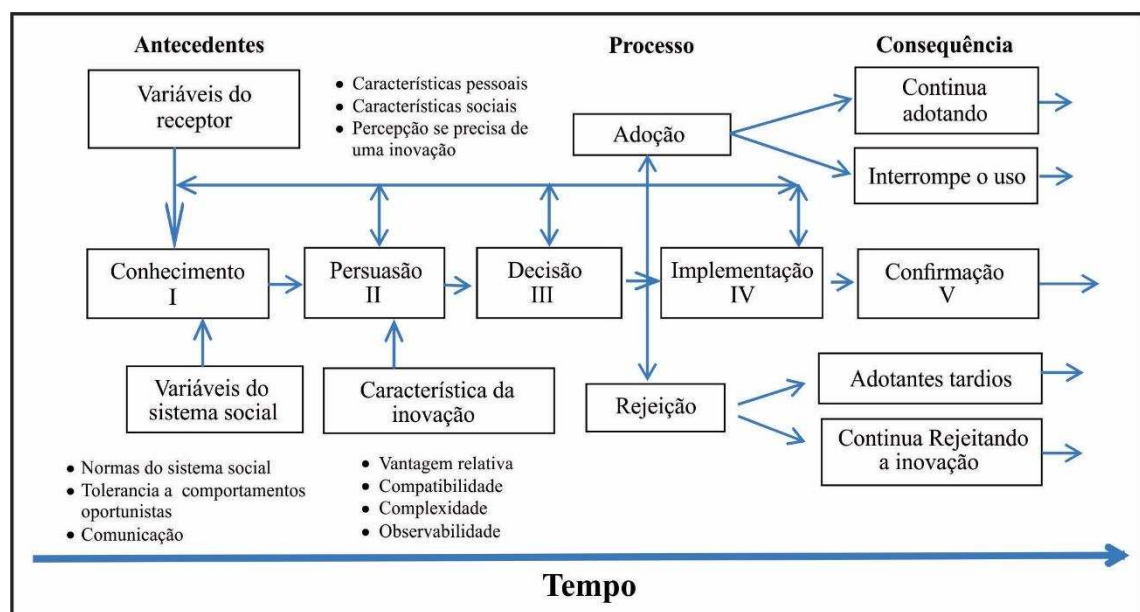 Antecedentes
Processo
Consequência
Variáveis do
receptor
● Características pessoais
● Características sociais
● Percepção se precisa de
uma inovação
Adoção
Continua
adotando
Interrompe o uso
Conhecimento
I
Persuasão
II
Decisão
III
Implementação
IV
Confirmação
V
Variáveis do
sistema social
Característica da
inovação
Rejeição
Adotantes tardios
Continua Rejeitando
a inovação
● Normas do sistema social
● Tolerancia a comportamentos
oportunistas
● Comunicação
● Vantagem relativa
● Compatibilidade
● Complexidade
● Observabilidade
Tempo